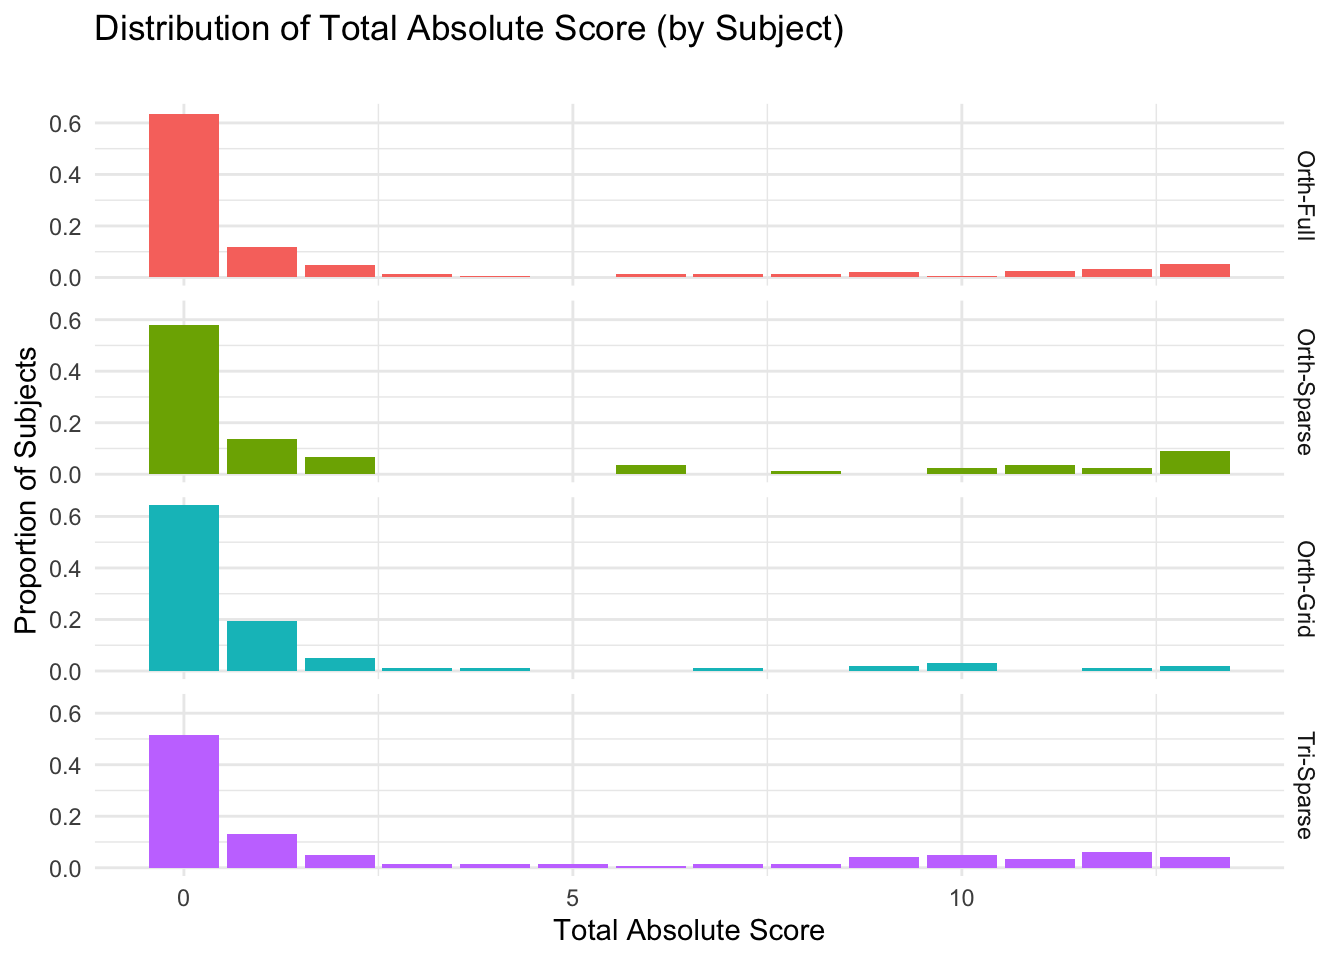 Distribution of Total Absolute Score (by Subject)
Proportion of Subjects
0.6
0.4
0.2
0.0
Orth-Full
0.6
0.4
0.2
0.0
Orth-Sparse
0.6
0.4
0.2
0.0
Orth-Grid
0.6
0.4
0.2
0.0
Tri-Sparse
0
5
10
Total Absolute Score